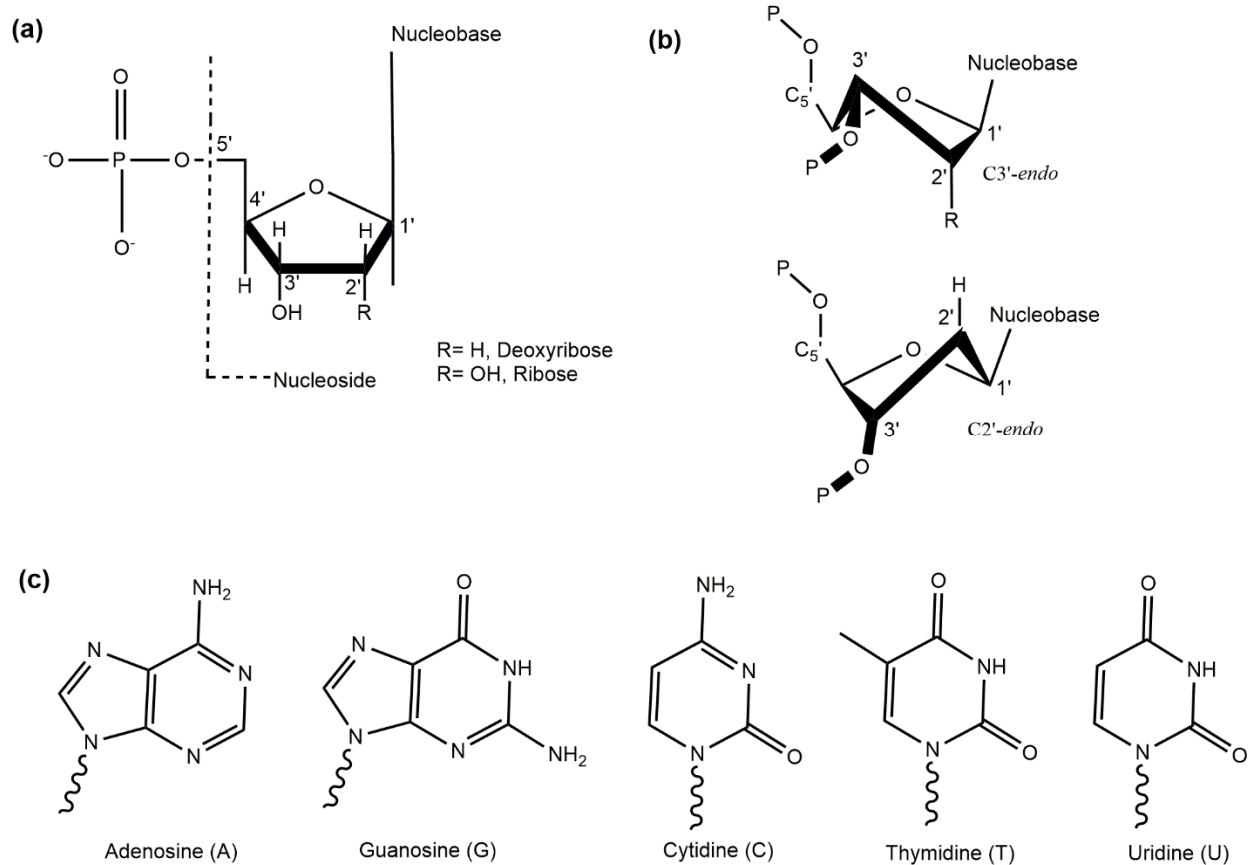 (a)
Nucleobase
O
-O
P
O
5'
O-
4'
O
1'
H
H
H
3'
2'
OH
R
R= H, Deoxyribose
R= OH, Ribose
Nucleoside
(b)
P
O
3'
Nucleobase
C5'
O
O
1'
P
2'
C3'-endo
R
P
H
O
2'
Nucleobase
C5'
O
1'
3'
C2'-endo
O
P
(c)
NH2
N
N
N
N
Adenosine (A)
O
N
NH
N
N
NH2
Guanosine (G)
NH2
N
N
O
Cytidine (C)
O
NH
N
O
Thymidine (T)
O
NH
N
O
Uridine (U)